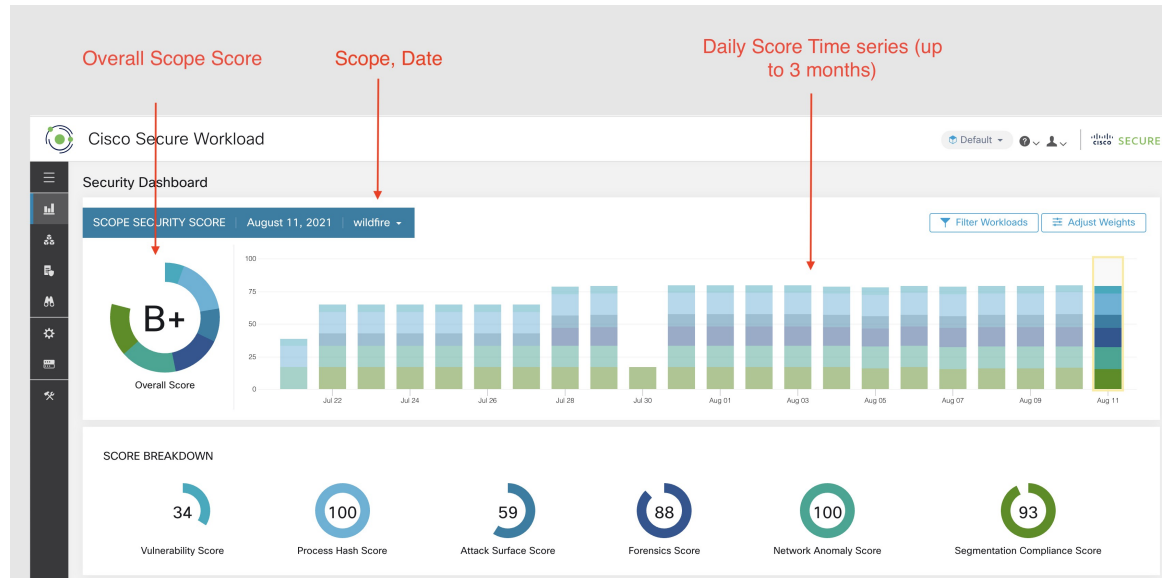 Overall Scope Score
Scope, Date
Daily Score Time series (up
to 3 months)
Cisco Secure Workload
Default
CISCO SECURE
Security Dashboard
SCOPE SECURITY SCORE | August 11, 2021 | wildfire
Filter Workloads
Adjust Weights
100
75
50
25
0
B+
Overall Score
Jul 22
Jul 24
Jul 26
Jul 28
Jul 30
Aug 01
Aug 03
Aug 05
Aug 07
Aug 09
Aug 11
SCORE BREAKDOWN
34
100
59
88
100
93
Vulnerability Score
Process Hash Score
Attack Surface Score
Forensics Score
Network Anomaly Score
Segmentation Compliance Score